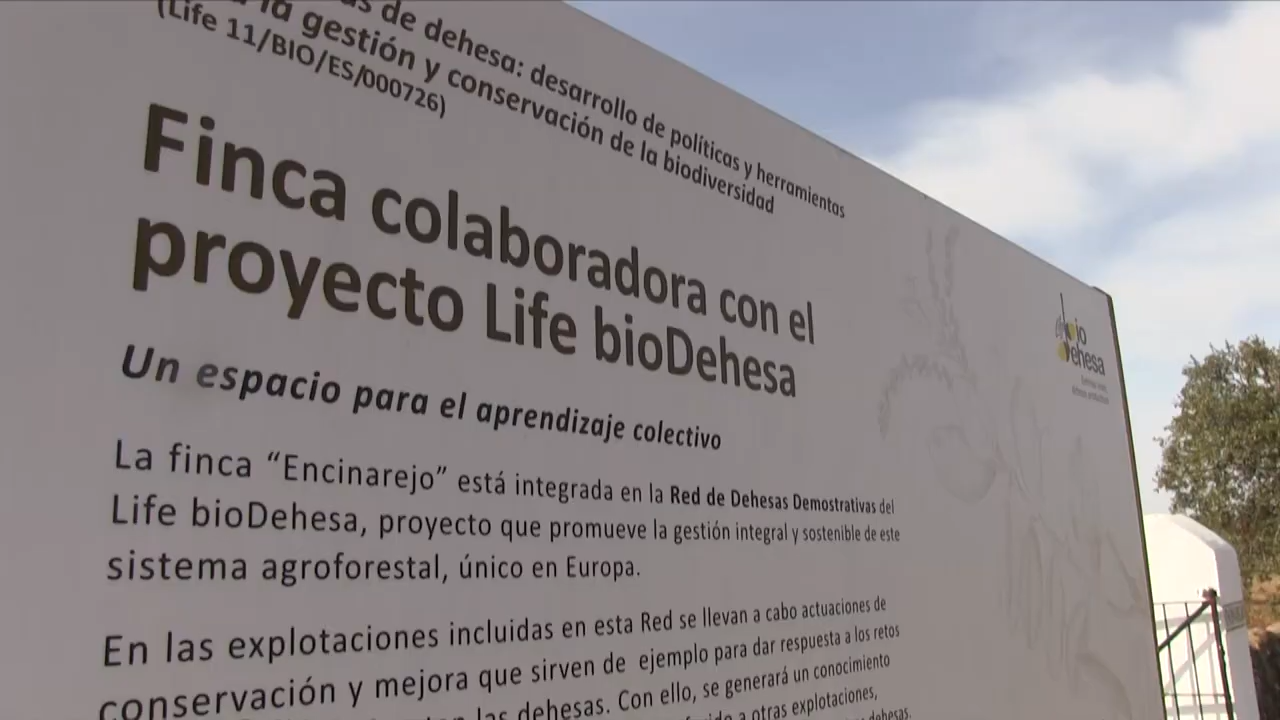 de dehesa: desarrollo de políticas y herramientas
la gestión y conservación de la biodiversidad
(Life 11/BIO/ES/000726)
Finca colaboradora con el
proyecto Life bioDehesa
Un espacio para el aprendizaje colectivo
La finca “Encinarejo” está integrada en la Red de Dehesas Demostrativas del
Life bioDehesa, proyecto que promueve la gestión integral y sostenible de este
sistema agroforestal, único en Europa.
En las explotaciones incluidas en esta Red se llevan a cabo actuaciones de
conservación y mejora que sirven de ejemplo para dar respuesta a los retos
las dehesas. Con ello, se generará un conocimiento
a otras explotaciones,
dehesas.
bio
dehesa